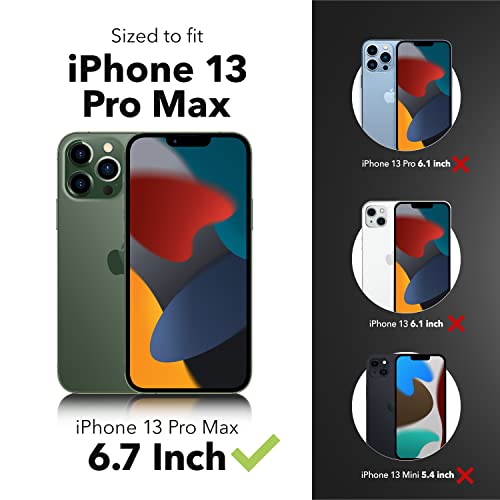 Sized to fit
iPhone 13
Pro Max
iPhone 13 Pro Max
6.7 Inch
iPhone 13 Pro 6.1 inch
iPhone 13 6.1 inch
iPhone 13 Mini 5.4 inch